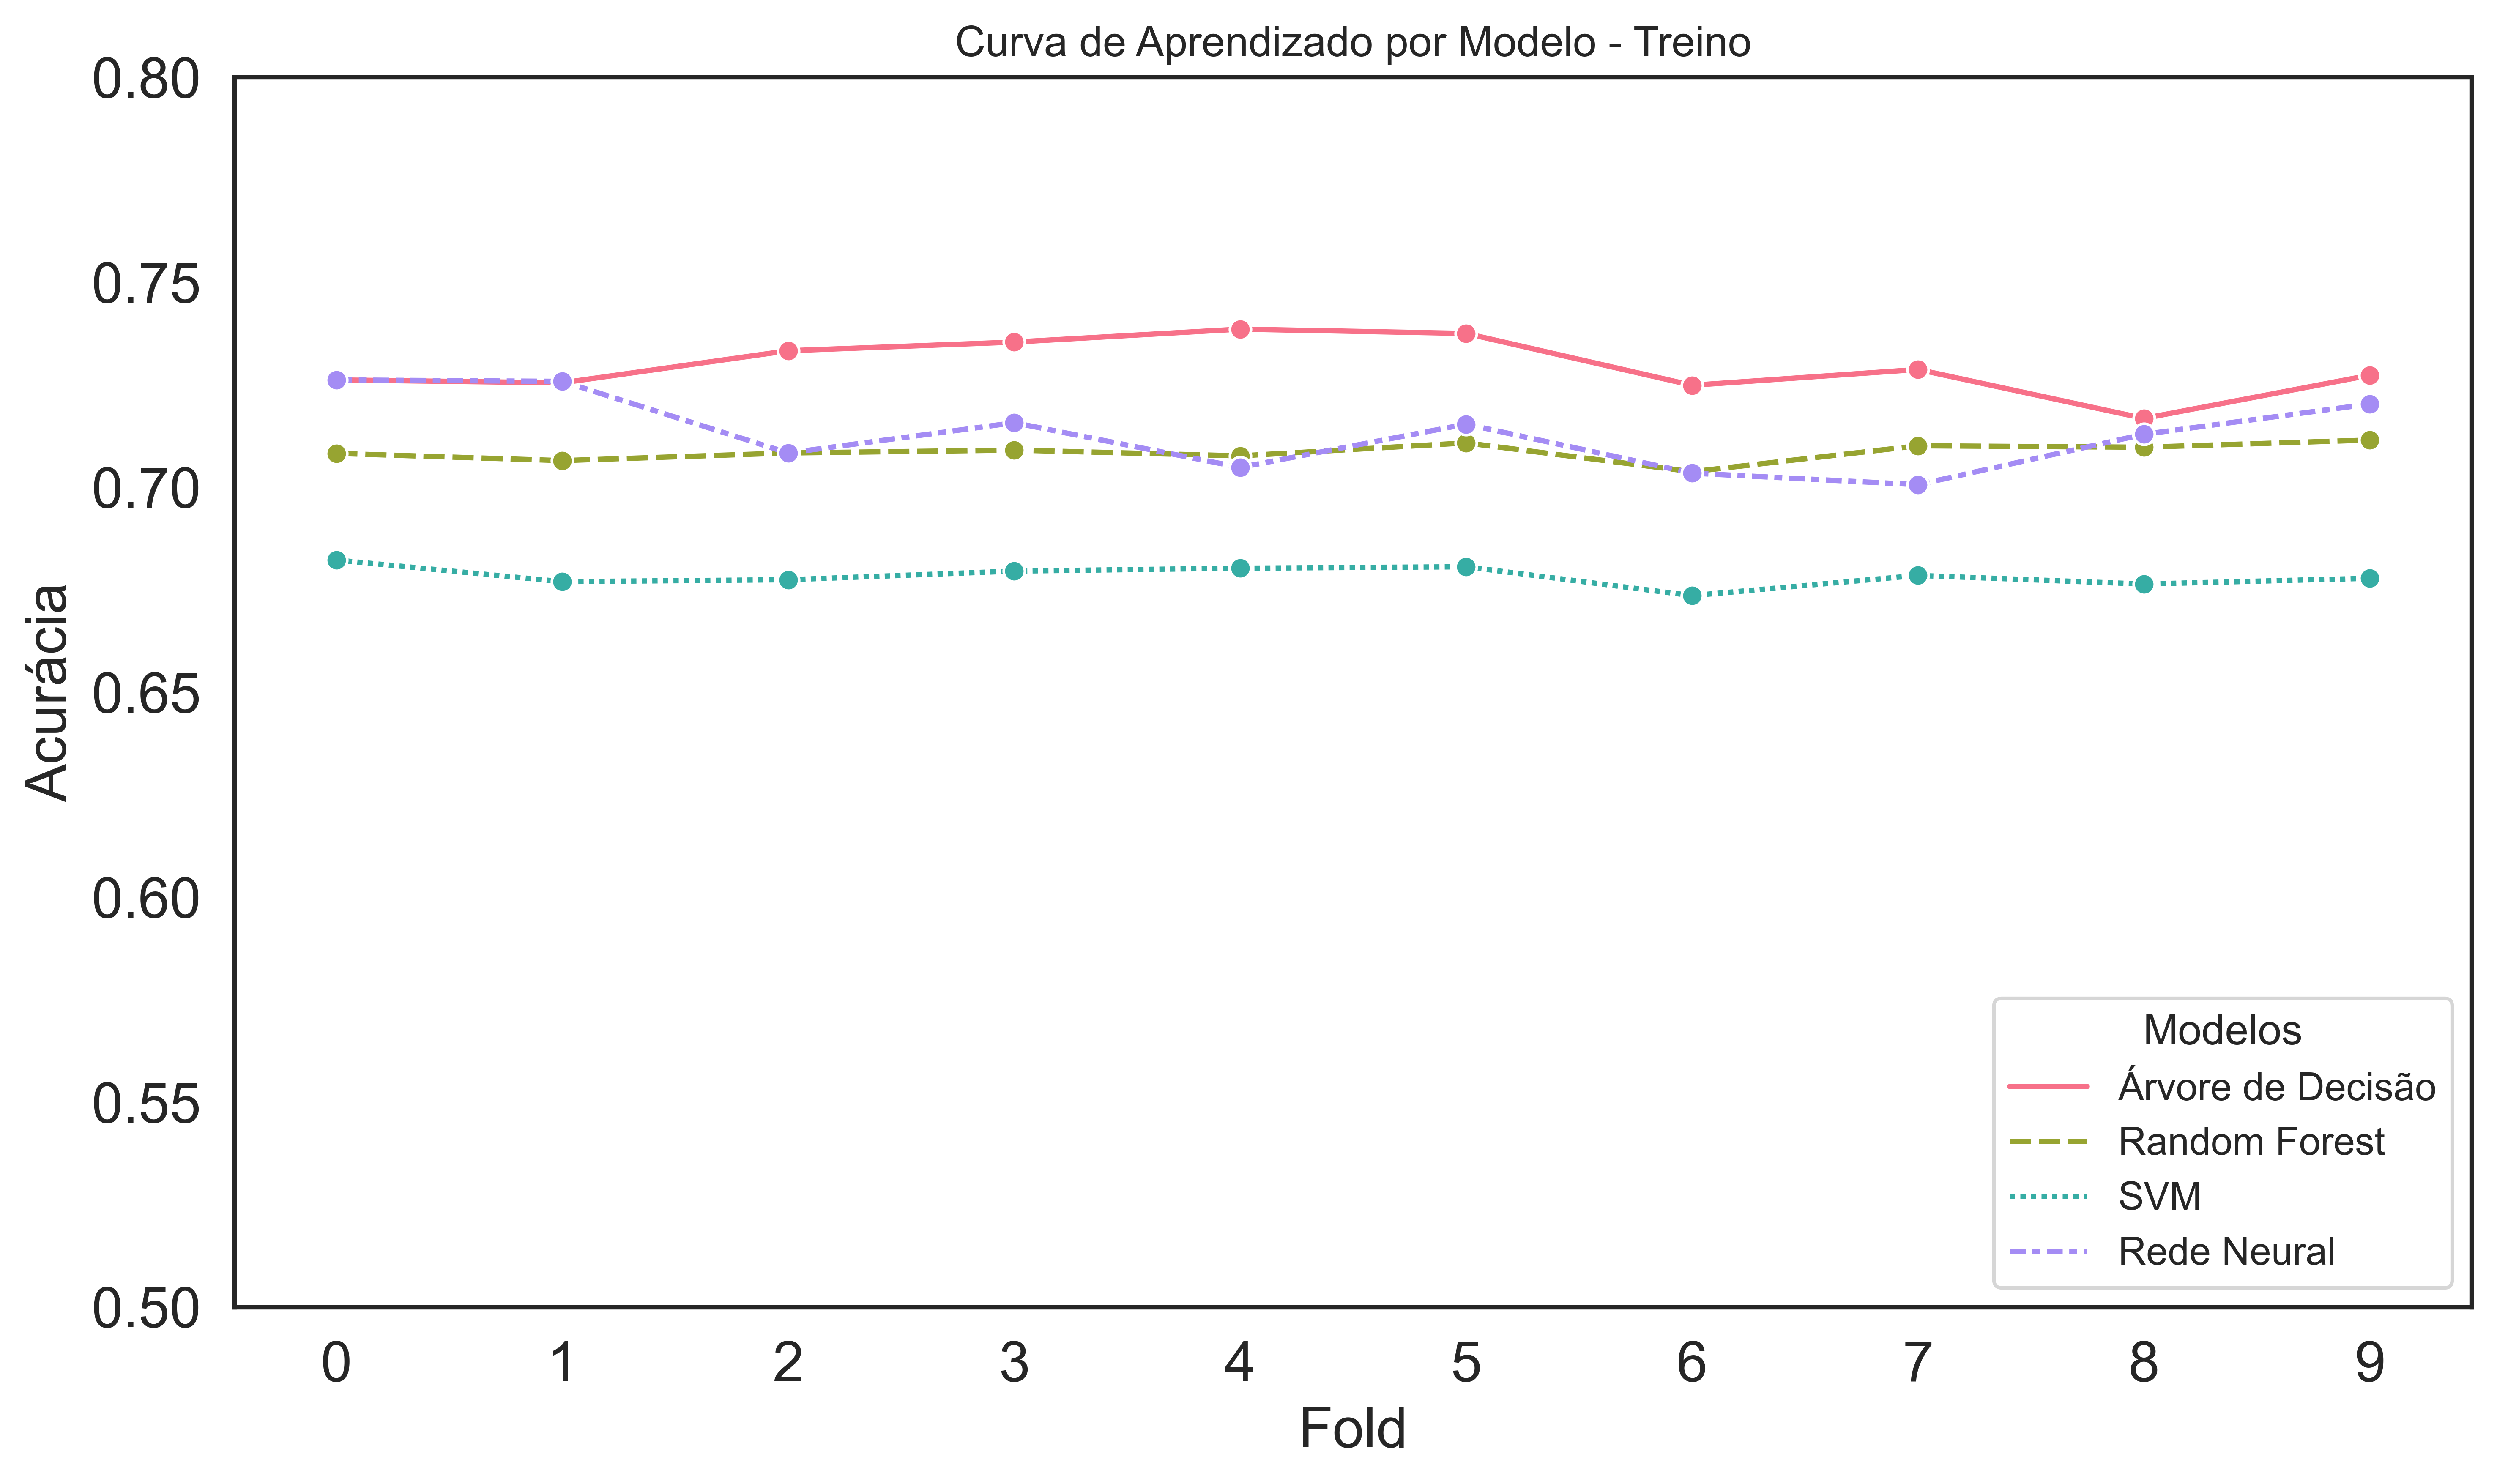 Curva de Aprendizado por Modelo - Treino
0.80
0.75
0.70
0.65
0.60
0.55
0.50
Acurácia
0 1 2 3 4 5 6 7 8 9
Fold
Modelos
Árvore de Decisão
Random Forest
SVM
Rede Neural